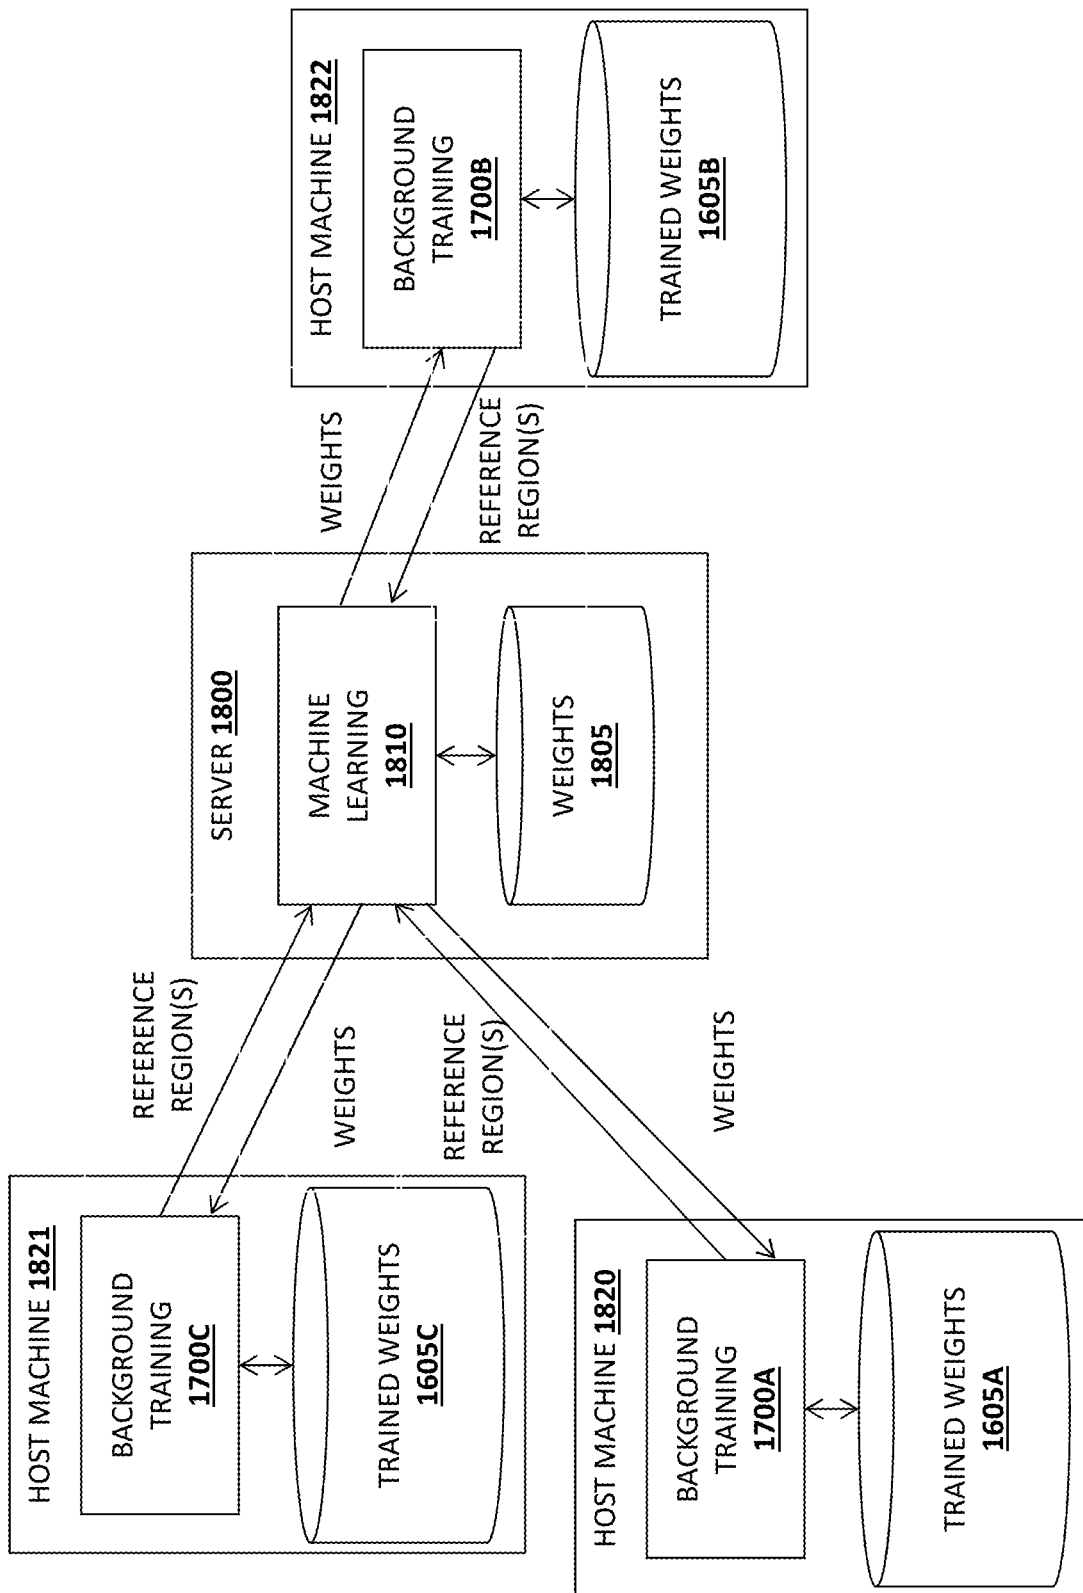 HOST MACHINE 1821
BACKGROUND
TRAINING
1700C
TRAINED WEIGHTS
1605C
REFERENCE
REGION(S)
WEIGHTS
SERVER 1800
MACHINE
LEARNING
1810
WEIGHTS
1805
WEIGHTS
REFERENCE
REGION(S)
HOST MACHINE 1822
BACKGROUND
TRAINING
1700B
TRAINED WEIGHTS
1605B
REFERENCE
REGION(S)
WEIGHTS
HOST MACHINE 1820
BACKGROUND
TRAINING
1700A
TRAINED WEIGHTS
1605A